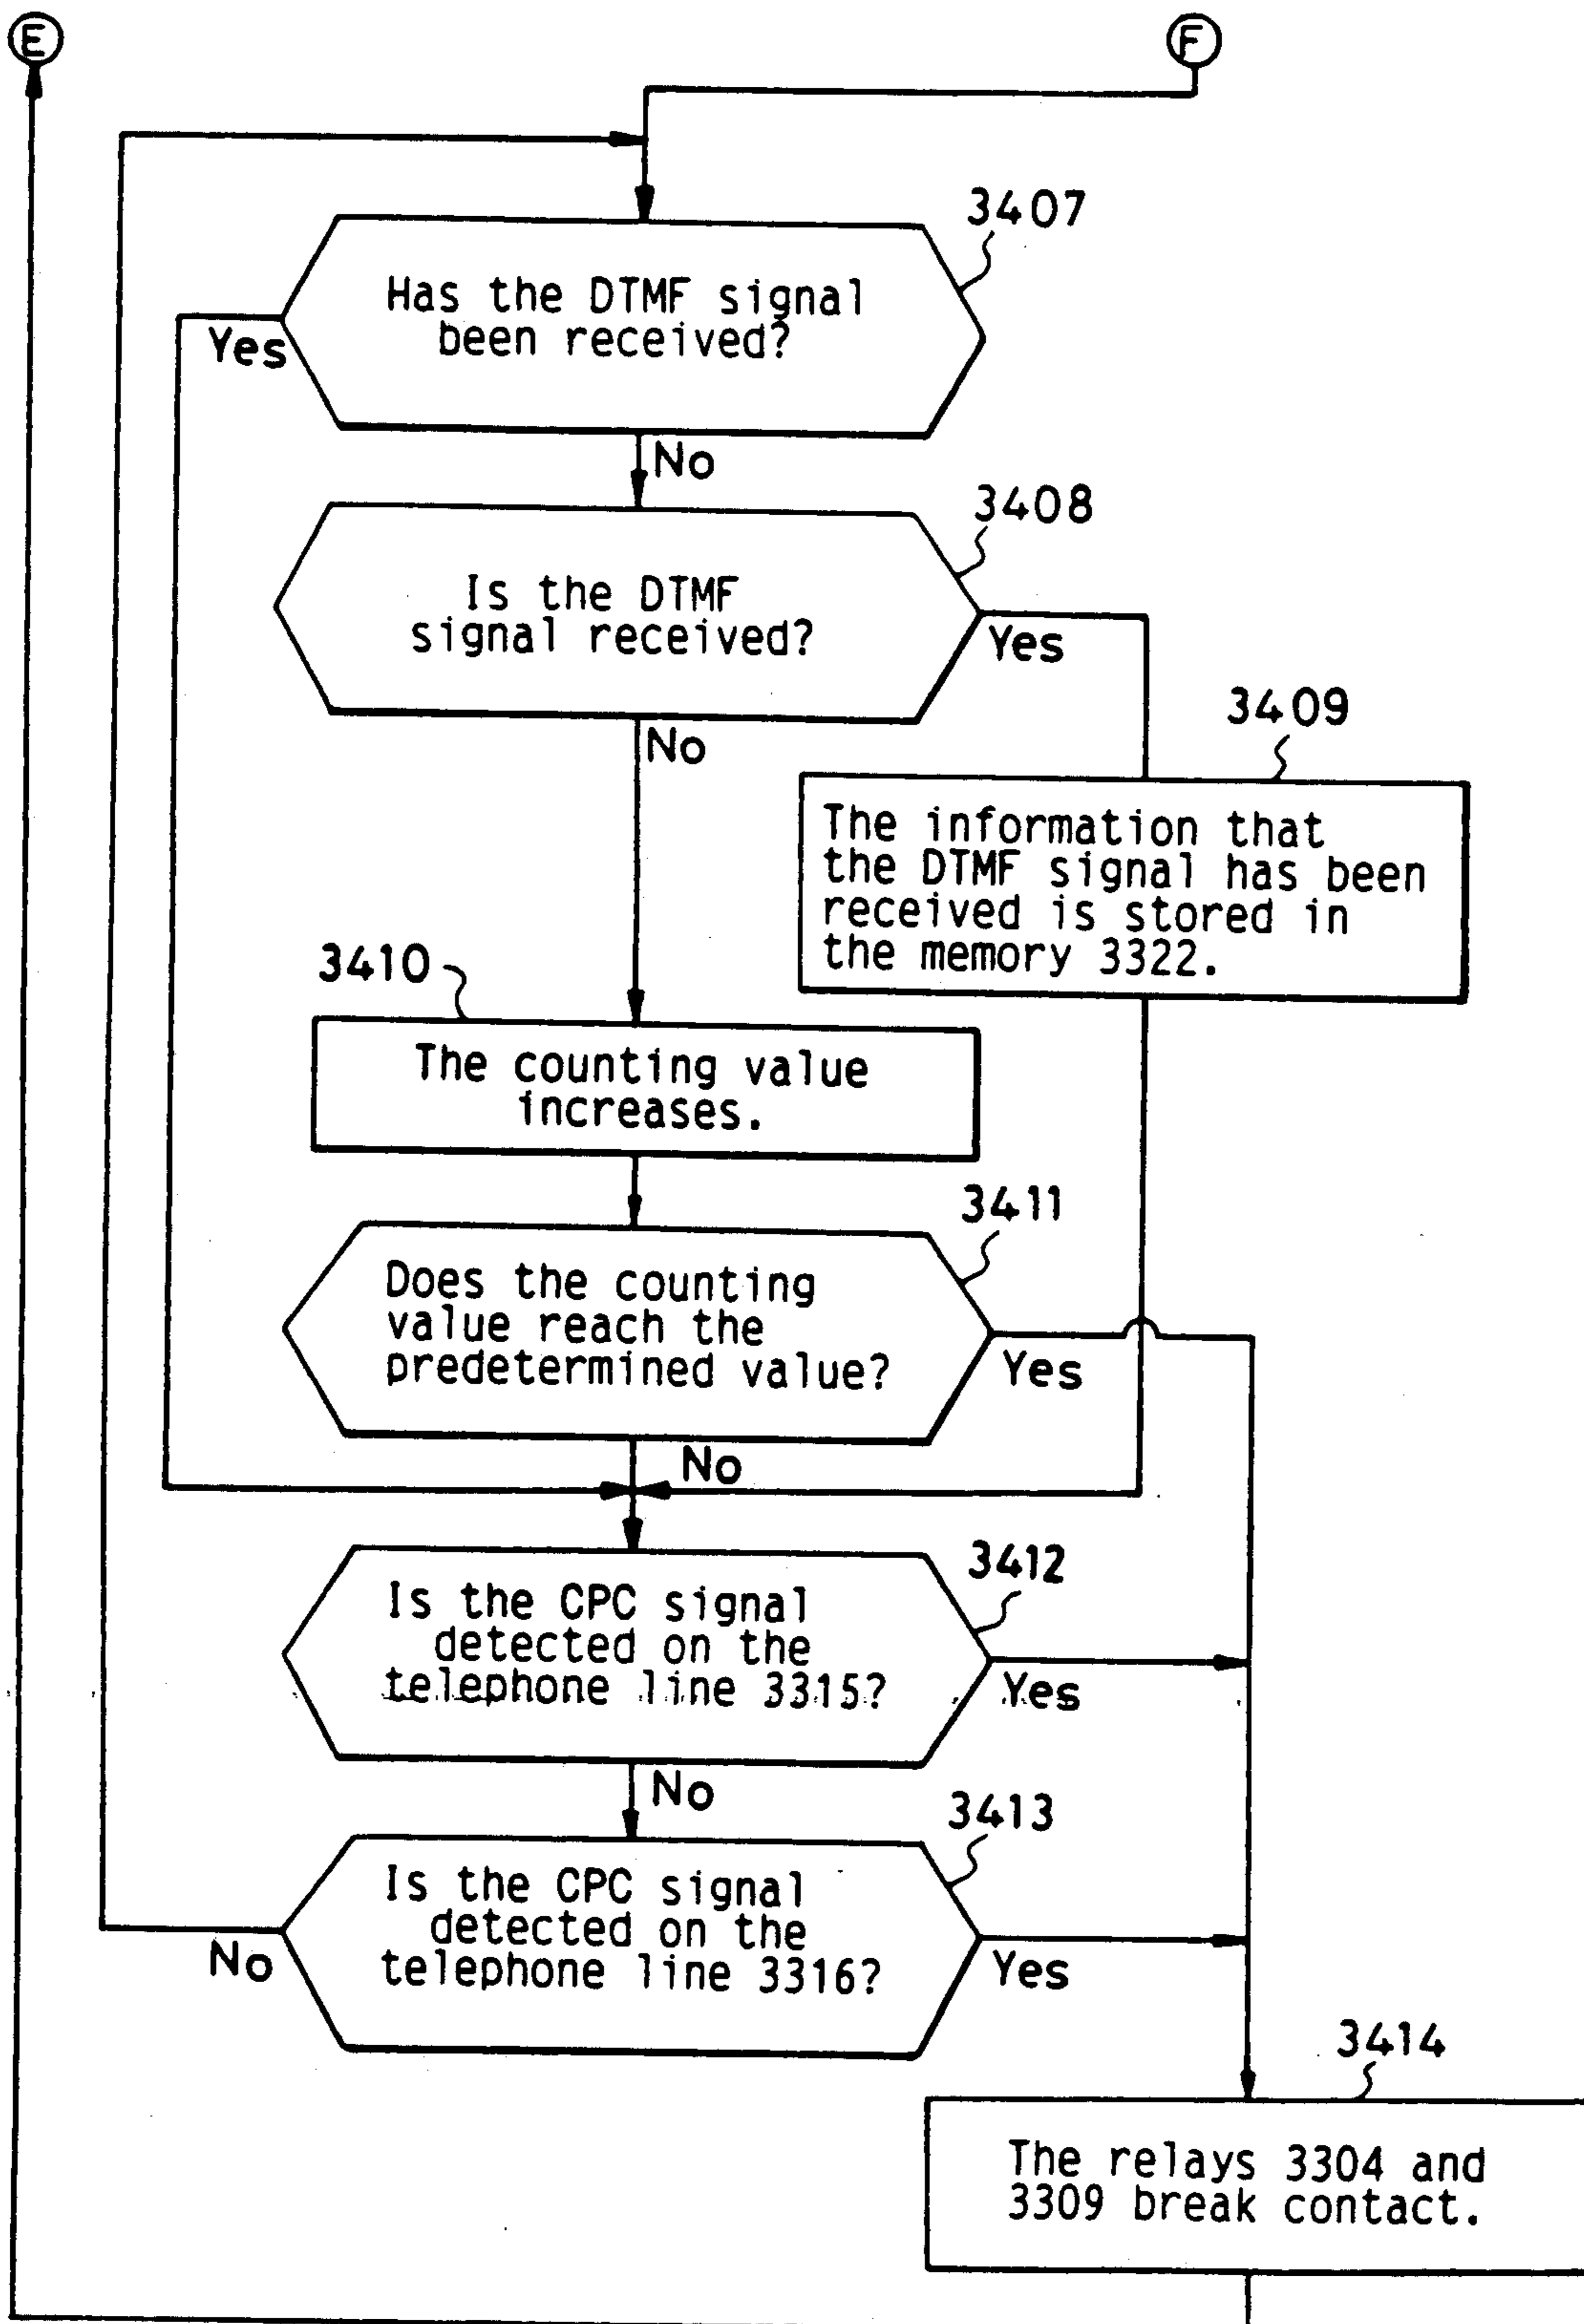 E
F
3407
Has the DTMF signal
been received?
Yes
No
3408
Is the DTMF
signal received?
Yes
No
3409
The information that
the DTMF signal has been
received is stored in
the memory 3322.
3410
The counting value
increases.
3411
Does the counting
value reach the
predetermined value?
Yes
No
3412
Is the CPC signal
detected on the
telephone line 3315?
Yes
No
3413
Is the CPC signal
detected on the
telephone line 3316?
No
Yes
3414
The relays 3304 and
3309 break contact.